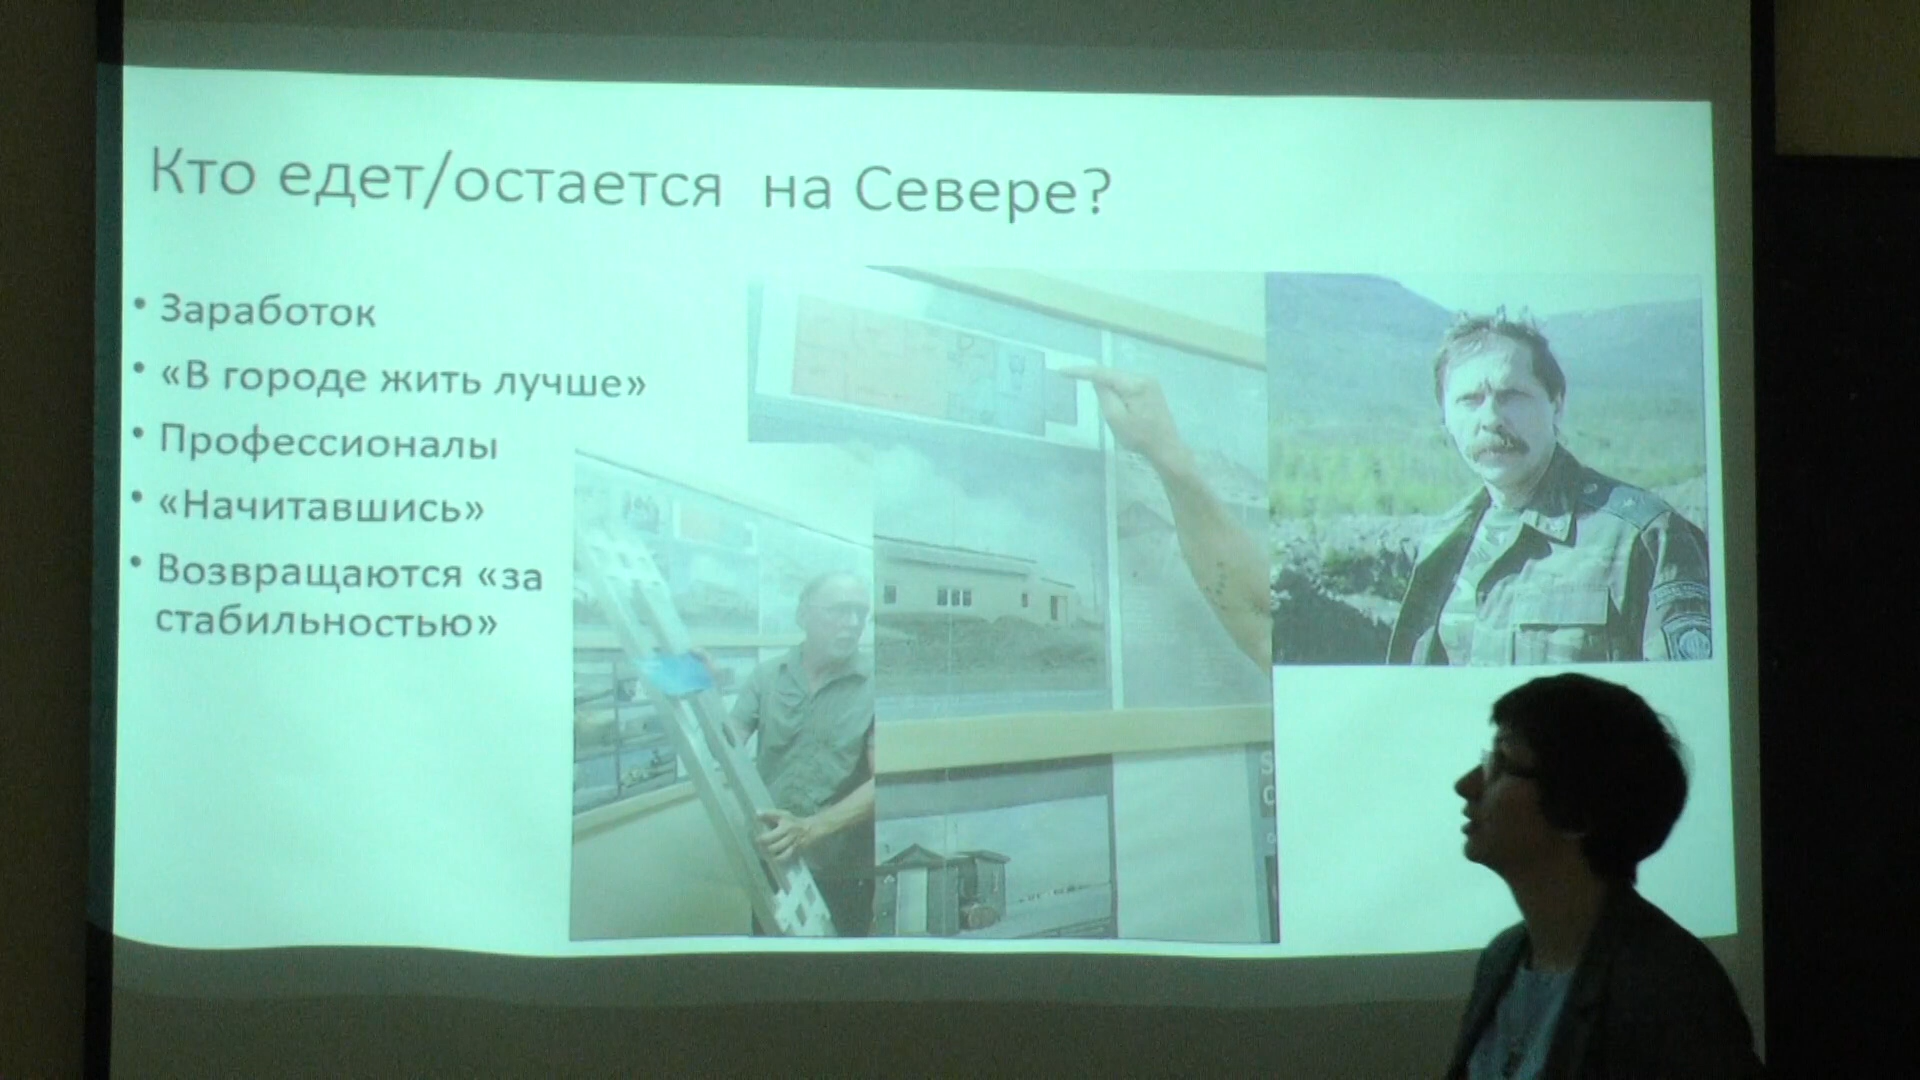 Кто едет/остается на Севере?
• Заработок
• «В городе жить лучше»
• Профессионалы
• «Начитавшись»
• Возвращаются «за
стабильностью»